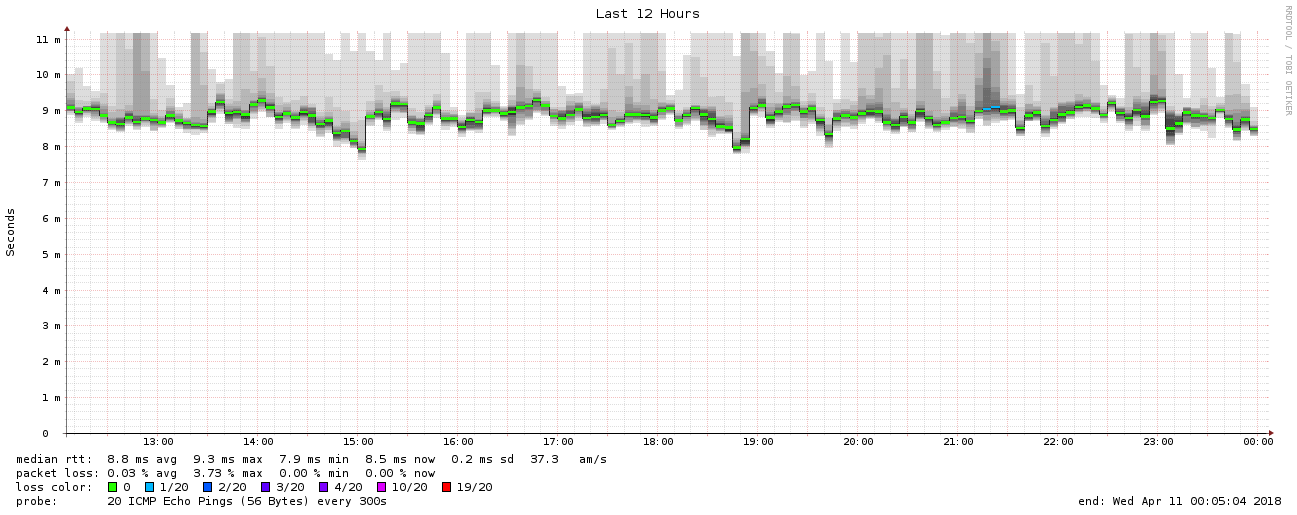 Last 12 Hours
RRDTOOL / TOBI OETIKER
Seconds
11 m
10 m
9 m
8 m
7 m
6 m
5 m
4 m
3 m
2 m
1 m
0
13:00 14:00 15:00 16:00 17:00 18:00 19:00 20:00 21:00 22:00 23:00 00:00
median rtt: 8.8 ms avg 9.3 ms max 7.9 ms min 8.5 ms now 0.2 ms sd 37.3 am/s
packet loss: 0.03 % avg 3.73 % max 0.00 % min 0.00 % now
loss color: 0 1/20 2/20 3/20 4/20 10/20 19/20
probe: 20 ICMP Echo Pings (56 Bytes) every 300s end: Wed Apr 11 00:05:04 2018